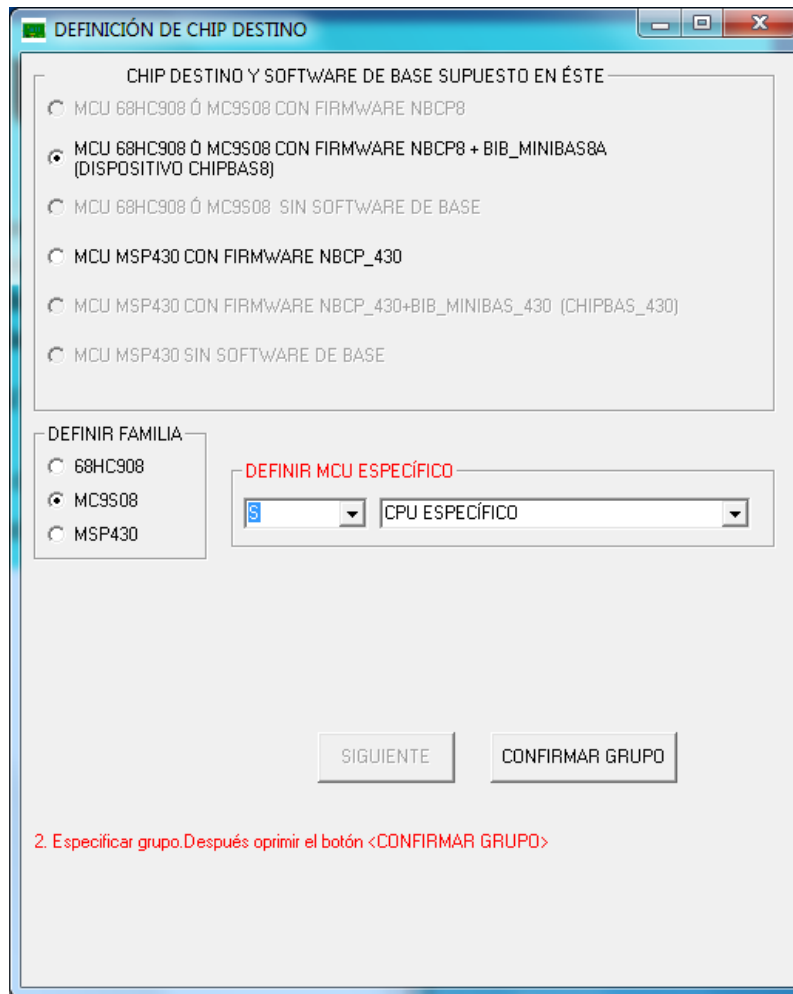 DEFINICIÓN DE CHIP DESTINO
CHIP DESTINO Y SOFTWARE DE BASE SUPUESTO EN ÉSTE
MCU 68HC908 Ó MC9S08 CON FIRMWARE NBCP8
MCU 68HC908 Ó MC9S08 CON FIRMWARE NBCP8 + BIB_MINIBAS8A
(DISPOSITIVO CHIPBAS8)
MCU 68HC908 Ó MC9S08 SIN SOFTWARE DE BASE
MCU MSP430 CON FIRMWARE NBCP_430
MCU MSP430 CON FIRMWARE NBCP_430+BIB_MINIBAS_430 (CHIPBAS_430)
MCU MSP430 SIN SOFTWARE DE BASE
DEFINIR FAMILIA
68HC908
MC9S08
MSP430
DEFINIR MCU ESPECÍFICO
S
CPU ESPECÍFICO
SIGUIENTE
CONFIRMAR GRUPO
2. Especificar grupo.Después oprimir el botón <CONFIRMAR GRUPO>